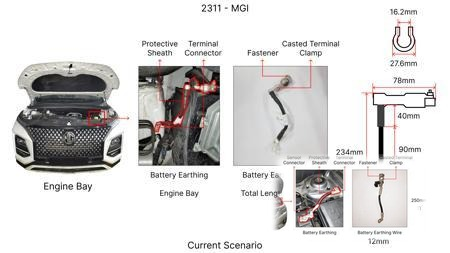 2311 - MGI
16.2mm
Protective Sheath
Terminal Connector
Fastener
Casted Terminal Clamp
27.6mm
78mm
40mm
90mm
234mm
Engine Bay
Battery Earthing
Engine Bay
Battery Ea
Total Leng
Connector
Protective Sheath
Terminal Connector
Fastener
Terminal Clamp
Battery Earthing
Battery Earthing Wire
12mm
Current Scenario